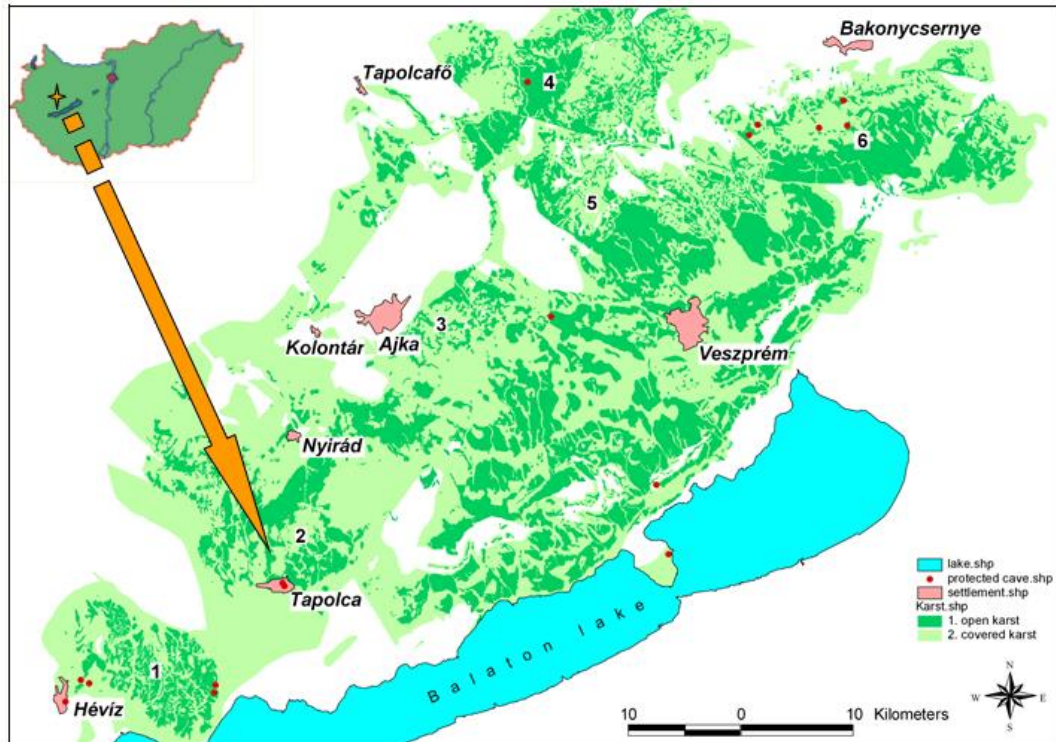 Bakonycsernye
Tapolcafő
4
6
5
3
Kolontár
Ajka
Veszprém
Nyirád
2
Tapolca
1
Hévíz
Balaton lake
lake.shp
protected cave.shp
settlement.shp
Karst.shp
1. open karst
2. covered karst
N
W
E
S
10 0 10 Kilometers